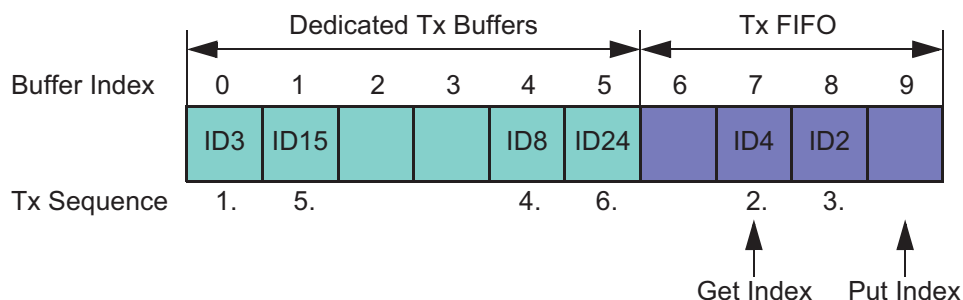 Dedicated Tx Buffers Tx FIFO
Buffer Index 0 1 2 3 4 5 6 7 8 9
ID3 ID15 ID8 ID24 ID4 ID2
Tx Sequence 1. 5. 4. 6. 2. 3.
Get Index Put Index